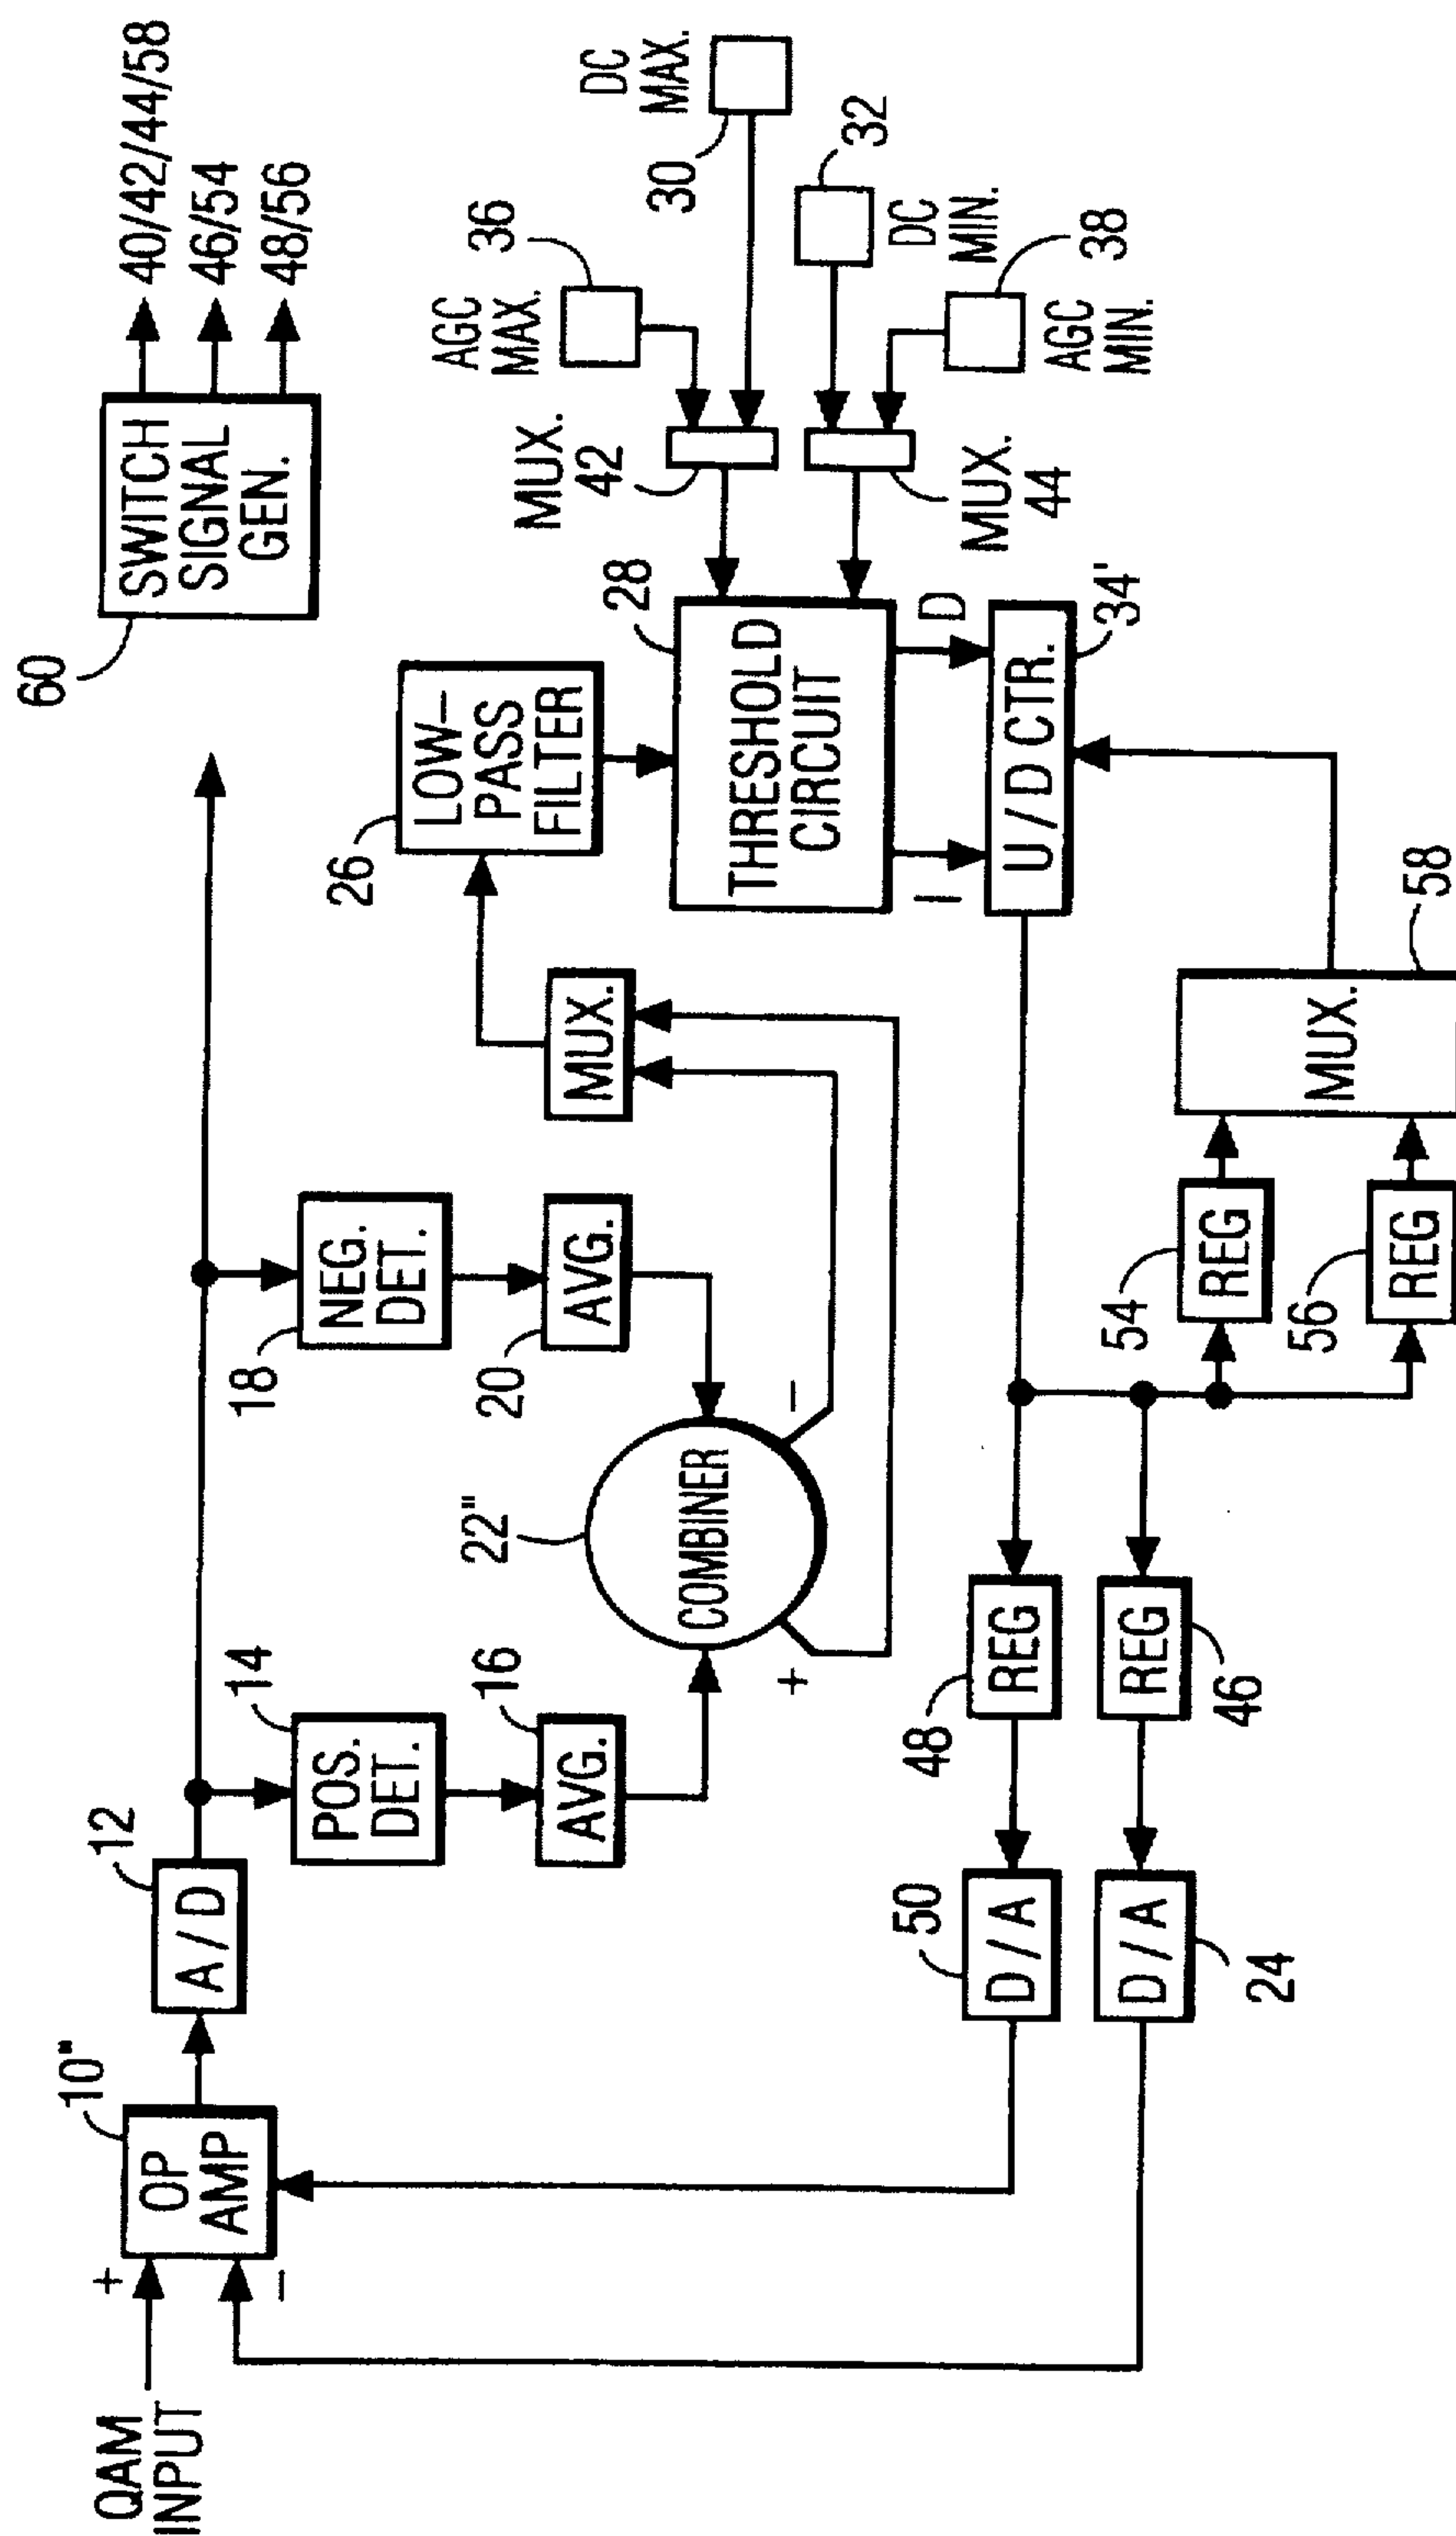 QAM
INPUT
+
−
OP
AMP
10"
A / D
12
POS.
DET.
14
AVG.
16
NEG.
DET.
18
AVG.
20
COMBINER
22"
+
−
MUX.
LOW–
PASS
FILTER
26
60
SWITCH
SIGNAL
GEN.
40/42/44/58
46/54
48/56
THRESHOLD
CIRCUIT
28
I
D
U / D CTR.
34'
MUX.
42
MUX.
44
AGC
MAX.
36
DC
MAX.
30
32
DC
MIN.
38
AGC
MIN.
D / A
50
D / A
24
REG
48
REG
46
REG
54
REG
56
MUX.
58